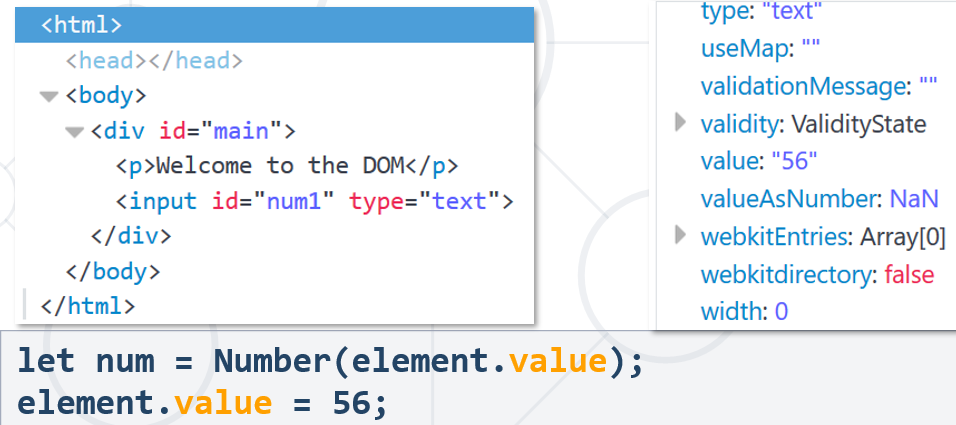 <html>
<head></head>
<body>
<div id="main">
<p>Welcome to the DOM</p>
<input id="num1" type="text">
</div>
</body>
</html>
type: "text"
useMap: ""
validationMessage: ""
validity: ValidityState
value: "56"
valueAsNumber: NaN
webkitEntries: Array[0]
webkitdirectory: false
width: 0
let num = Number(element.value);
element.value = 56;